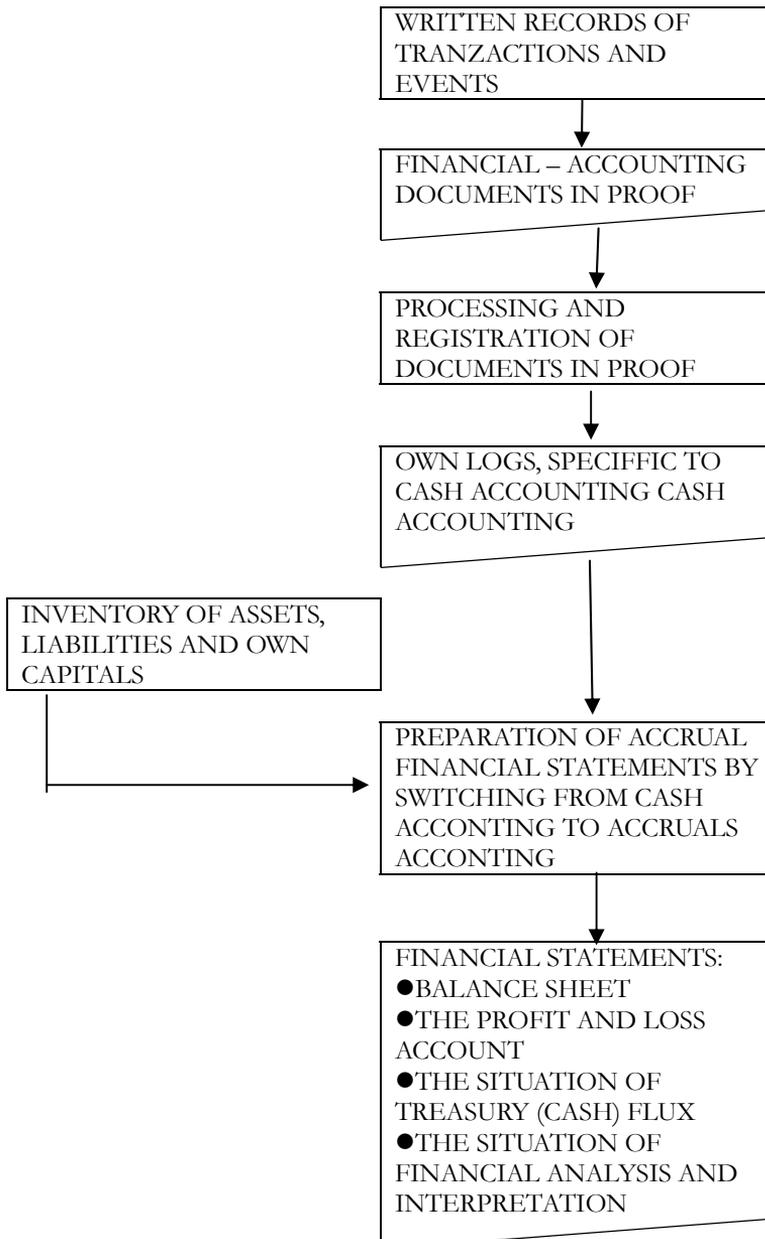 WRITTEN RECORDS OF
TRANZACTIONS AND
EVENTS
FINANCIAL – ACCOUNTING
DOCUMENTS IN PROOF
PROCESSING AND
REGISTRATION OF
DOCUMENTS IN PROOF
OWN LOGS, SPECIFFIC TO
CASH ACCOUNTING CASH
ACCOUNTING
INVENTORY OF ASSETS,
LIABILITIES AND OWN
CAPITALS
PREPARATION OF ACCRUAL
FINANCIAL STATEMENTS BY
SWITCHING FROM CASH
ACCONTING TO ACCRUALS
ACCONTING
FINANCIAL STATEMENTS:
●BALANCE SHEET
●THE PROFIT AND LOSS
ACCOUNT
●THE SITUATION OF
TREASURY (CASH) FLUX
●THE SITUATION OF
FINANCIAL ANALYSIS AND
INTERPRETATION